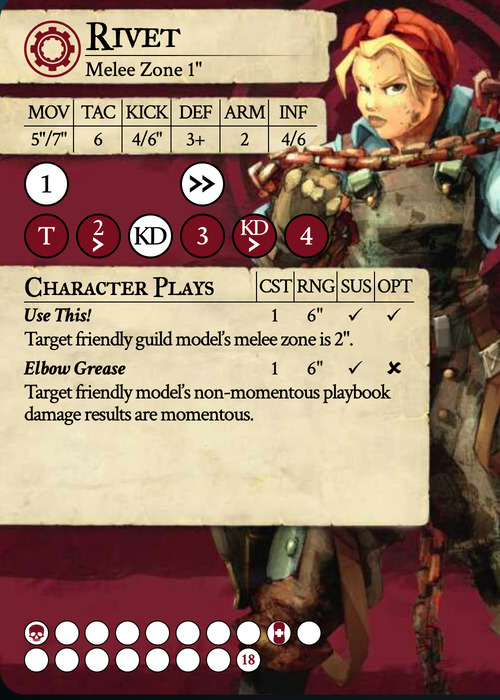 Rivet
Melee Zone 1"
MOV TAC KICK DEF ARM INF
5"/7" 6 4/6" 3+ 2 4/6
1 >>
T 2 > KD 3 KD > 4
Character Plays CST RNG SUS OPT
Use This! 1 6" ✓ ✓
Target friendly guild model's melee zone is 2".
Elbow Grease 1 6" ✓ ✘
Target friendly model's non-momentous playbook
damage results are momentous.
18